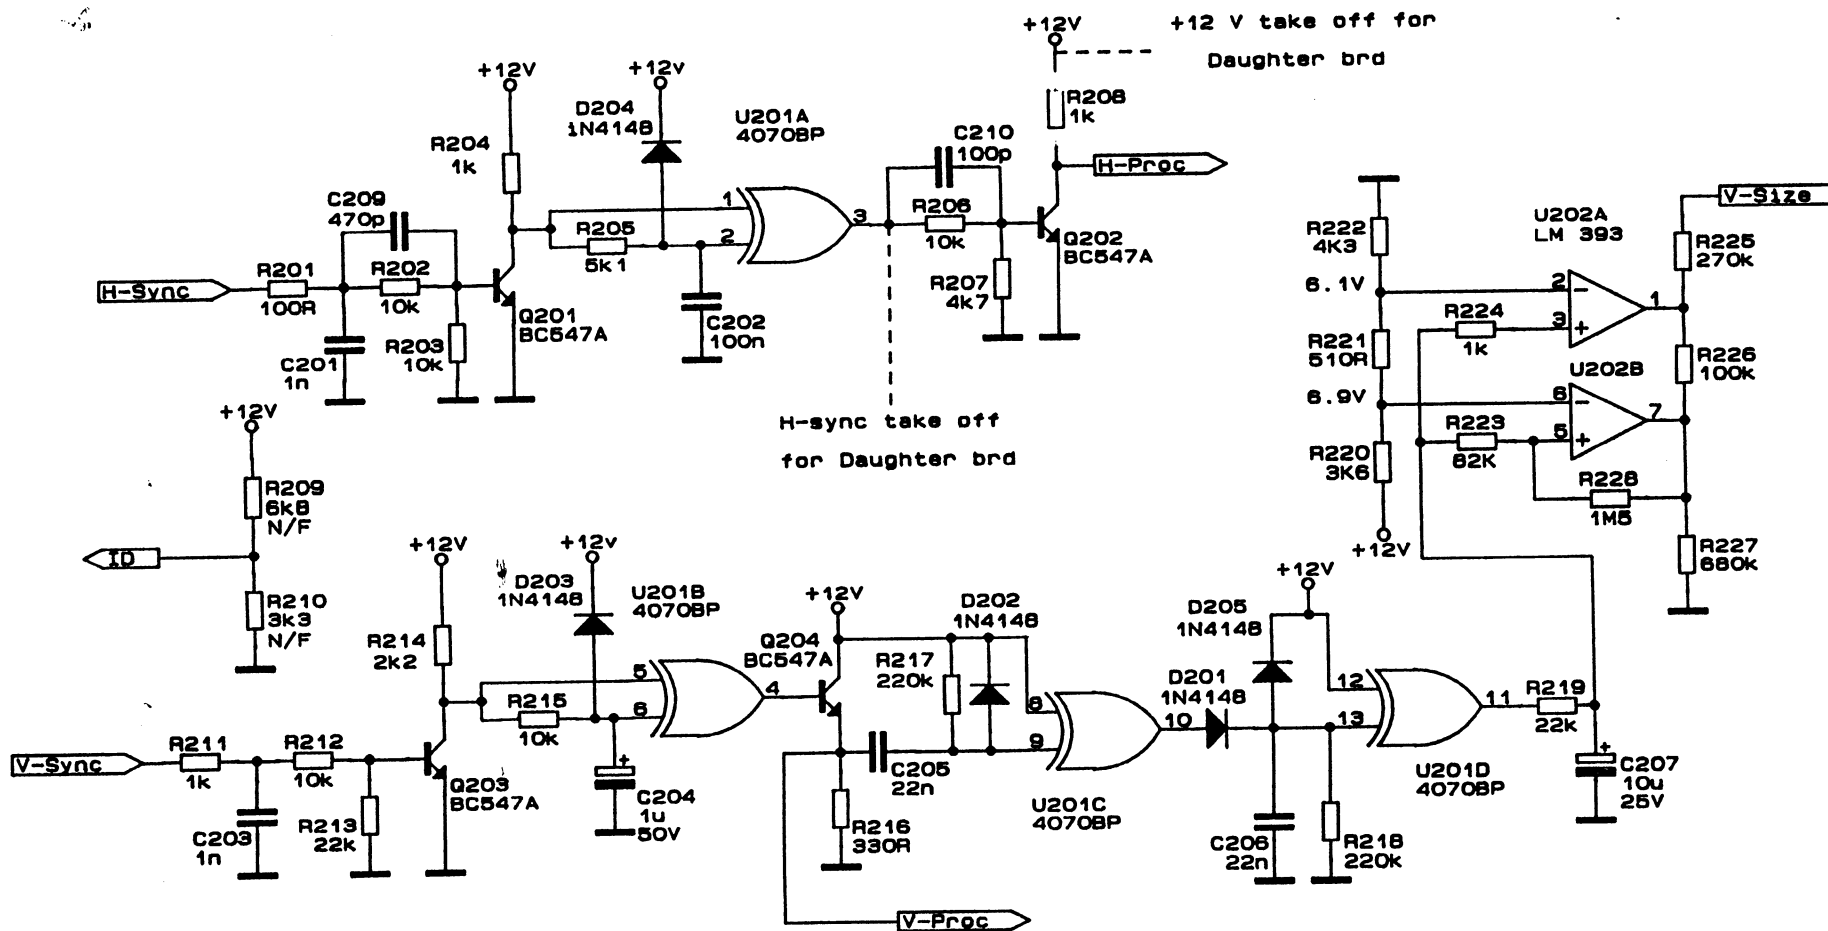 +12V
+12 V take off for
Daughter brd
+12V
+12v
D204
1N4148
U201A
4070BP
R208
1k
C210
100p
H-Proc
R204
1k
C209
470p
1
2
3
R205
5k1
R206
10k
Q202
BC547A
R207
4k7
H-Sync
R201
100R
R202
10k
Q201
BC547A
C202
100n
R203
10k
C201
1n
H-sync take off
for Daughter brd
V-Size
R222
4K3
U202A
LM 393
R225
270k
6.1V
2
-
1
R224
1k
3
+
R221
510R
U202B
R226
100k
6.9V
6
-
7
R223
82K
5
+
R220
3K6
R228
1M5
+12V
R227
680k
+12V
R209
6k8
N/F
ID
R210
3k3
N/F
+12V
+12v
D203
1N4148
U201B
4070BP
+12V
Q204
BC547A
D202
1N4148
D205
1N4148
+12V
R214
2k2
5
6
4
R215
10k
R217
220k
8
9
10
D201
1N4148
12
13
11
R219
22k
V-Sync
R211
1k
R212
10k
Q203
BC547A
+
C204
1u
50V
C205
22n
U201C
4070BP
U201D
4070BP
+
C207
10u
25V
C203
1n
R213
22k
R216
330R
C206
22n
R218
220k
V-Proc